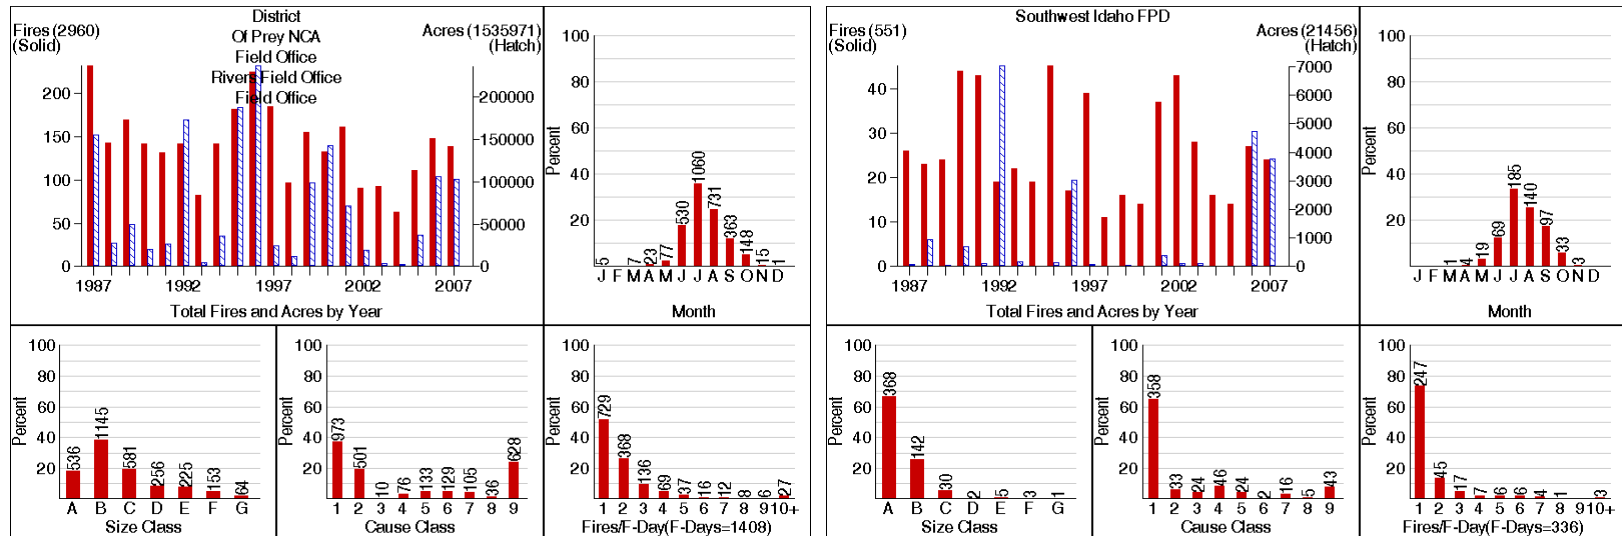 District
Fires (2960)
Acres (1535971)
(Solid)
(Hatch)
Of Prey NCA
Field Office
Rivers Field Office
Field Office
200
150
100
50
0
200000
150000
100000
50000
0
1987 1992 1997 2002 2007
Total Fires and Acres by Year
100
80
60
40
20
Percent
5 7 23 77 530 1060 731 363 148 15 1
J F M A M J J A S O N D
Month
100
80
60
40
20
Percent
536 1145 581 256 225 153 64
A B C D E F G
Size Class
100
80
60
40
20
Percent
973 501 10 76 133 129 105 36 628
1 2 3 4 5 6 7 8 9
Cause Class
100
80
60
40
20
Percent
729 368 136 69 37 16 12 8 6 27
1 2 3 4 5 6 7 8 9 10+
Fires/F-Day(F-Days=1408)
Southwest Idaho FPD
Fires (551)
Acres (21456)
(Solid)
(Hatch)
40
30
20
10
0
7000
6000
5000
4000
3000
2000
1000
0
1987 1992 1997 2002 2007
Total Fires and Acres by Year
100
80
60
40
20
Percent
1 4 19 69 185 140 97 33 3
J F M A M J J A S O N D
Month
100
80
60
40
20
Percent
368 142 30 2 5 3 1
A B C D E F G
Size Class
100
80
60
40
20
Percent
358 33 24 46 24 2 16 5 43
1 2 3 4 5 6 7 8 9
Cause Class
100
80
60
40
20
Percent
247 45 17 7 6 6 4 1 3
1 2 3 4 5 6 7 8 9 10+
Fires/F-Day(F-Days=336)